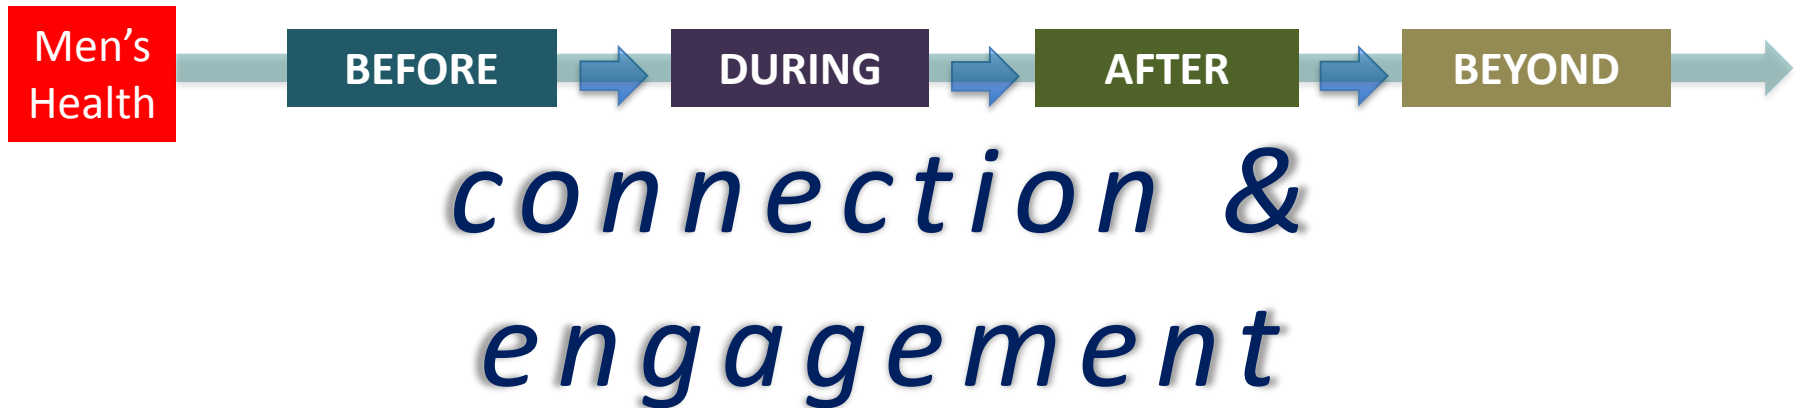 Men’s
Health
BEFORE
DURING
AFTER
BEYOND
connection &
engagement